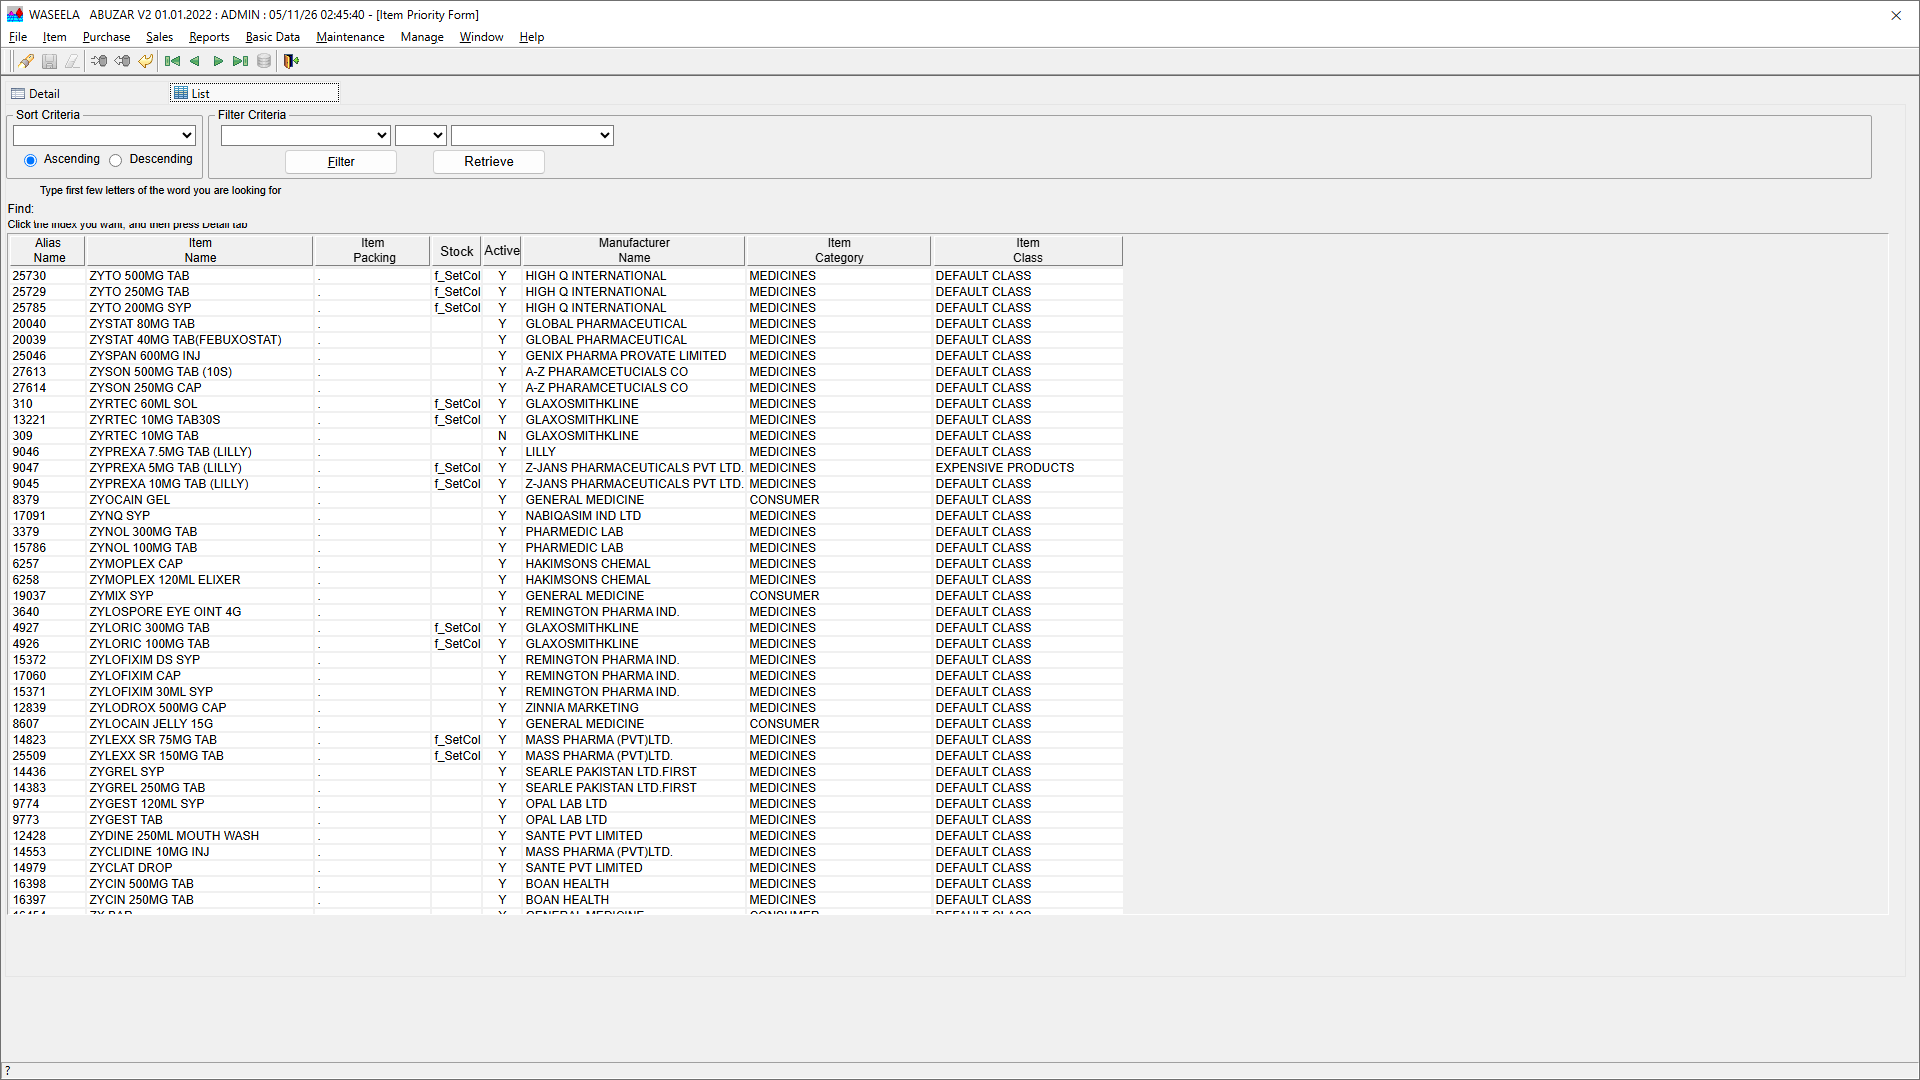 WASEELA ABUZAR V2 01.01.2022 : ADMIN : 05/11/26 02:45:40 - [Item Priority Form]
File Item Purchase Sales Reports Basic Data Maintenance Manage Window Help
Detail List
Sort Criteria Filter Criteria
Ascending Descending Filter Retrieve
Type first few letters of the word you are looking for
Find:
Click the index you want, and then press Detail tab
Alias Name Item Name Item Packing Stock Active Manufacturer Name Item Category Item Class
25730 ZYTO 500MG TAB . f_SetCol Y HIGH Q INTERNATIONAL MEDICINES DEFAULT CLASS
25729 ZYTO 250MG TAB . f_SetCol Y HIGH Q INTERNATIONAL MEDICINES DEFAULT CLASS
25785 ZYTO 200MG SYP . f_SetCol Y HIGH Q INTERNATIONAL MEDICINES DEFAULT CLASS
20040 ZYSTAT 80MG TAB . Y GLOBAL PHARMACEUTICAL MEDICINES DEFAULT CLASS
20039 ZYSTAT 40MG TAB(FEBUXOSTAT) . Y GLOBAL PHARMACEUTICAL MEDICINES DEFAULT CLASS
25046 ZYSPAN 600MG INJ . Y GENIX PHARMA PROVATE LIMITED MEDICINES DEFAULT CLASS
27613 ZYSON 500MG TAB (10S) . Y A-Z PHARAMCETUCIALS CO MEDICINES DEFAULT CLASS
27614 ZYSON 250MG CAP . Y A-Z PHARAMCETUCIALS CO MEDICINES DEFAULT CLASS
310 ZYRTEC 60ML SOL . f_SetCol Y GLAXOSMITHKLINE MEDICINES DEFAULT CLASS
13221 ZYRTEC 10MG TAB30S . f_SetCol Y GLAXOSMITHKLINE MEDICINES DEFAULT CLASS
309 ZYRTEC 10MG TAB . N GLAXOSMITHKLINE MEDICINES DEFAULT CLASS
9046 ZYPREXA 7.5MG TAB (LILLY) . Y LILLY MEDICINES DEFAULT CLASS
9047 ZYPREXA 5MG TAB (LILLY) . f_SetCol Y Z-JANS PHARMACEUTICALS PVT LTD. MEDICINES EXPENSIVE PRODUCTS
9045 ZYPREXA 10MG TAB (LILLY) . f_SetCol Y Z-JANS PHARMACEUTICALS PVT LTD. MEDICINES DEFAULT CLASS
8379 ZYOCAIN GEL . Y GENERAL MEDICINE CONSUMER DEFAULT CLASS
17091 ZYNQ SYP . Y NABIQASIM IND LTD MEDICINES DEFAULT CLASS
3379 ZYNOL 300MG TAB . Y PHARMEDIC LAB MEDICINES DEFAULT CLASS
15786 ZYNOL 100MG TAB . Y PHARMEDIC LAB MEDICINES DEFAULT CLASS
6257 ZYMOPLEX CAP . Y HAKIMSONS CHEMAL MEDICINES DEFAULT CLASS
6258 ZYMOPLEX 120ML ELIXER . Y HAKIMSONS CHEMAL MEDICINES DEFAULT CLASS
19037 ZYMIX SYP . Y GENERAL MEDICINE CONSUMER DEFAULT CLASS
3640 ZYLOSPORE EYE OINT 4G . Y REMINGTON PHARMA IND. MEDICINES DEFAULT CLASS
4927 ZYLORIC 300MG TAB . f_SetCol Y GLAXOSMITHKLINE MEDICINES DEFAULT CLASS
4926 ZYLORIC 100MG TAB . f_SetCol Y GLAXOSMITHKLINE MEDICINES DEFAULT CLASS
15372 ZYLOFIXIM DS SYP . Y REMINGTON PHARMA IND. MEDICINES DEFAULT CLASS
17060 ZYLOFIXIM CAP . Y REMINGTON PHARMA IND. MEDICINES DEFAULT CLASS
15371 ZYLOFIXIM 30ML SYP . Y REMINGTON PHARMA IND. MEDICINES DEFAULT CLASS
12839 ZYLODROX 500MG CAP . Y ZINNIA MARKETING MEDICINES DEFAULT CLASS
8607 ZYLOCAIN JELLY 15G . Y GENERAL MEDICINE CONSUMER DEFAULT CLASS
14823 ZYLEXX SR 75MG TAB . f_SetCol Y MASS PHARMA (PVT)LTD. MEDICINES DEFAULT CLASS
25509 ZYLEXX SR 150MG TAB . f_SetCol Y MASS PHARMA (PVT)LTD. MEDICINES DEFAULT CLASS
14436 ZYGREL SYP . Y SEARLE PAKISTAN LTD.FIRST MEDICINES DEFAULT CLASS
14383 ZYGREL 250MG TAB . Y SEARLE PAKISTAN LTD.FIRST MEDICINES DEFAULT CLASS
9774 ZYGEST 120ML SYP . Y OPAL LAB LTD MEDICINES DEFAULT CLASS
9773 ZYGEST TAB . Y OPAL LAB LTD MEDICINES DEFAULT CLASS
12428 ZYDINE 250ML MOUTH WASH . Y SANTE PVT LIMITED MEDICINES DEFAULT CLASS
14553 ZYCLIDINE 10MG INJ . Y MASS PHARMA (PVT)LTD. MEDICINES DEFAULT CLASS
14979 ZYCLAT DROP . Y SANTE PVT LIMITED MEDICINES DEFAULT CLASS
16398 ZYCIN 500MG TAB . Y BOAN HEALTH MEDICINES DEFAULT CLASS
16397 ZYCIN 250MG TAB . Y BOAN HEALTH MEDICINES DEFAULT CLASS
Y GENERAL MEDICINE CONSUMER DEFAULT CLASS
?